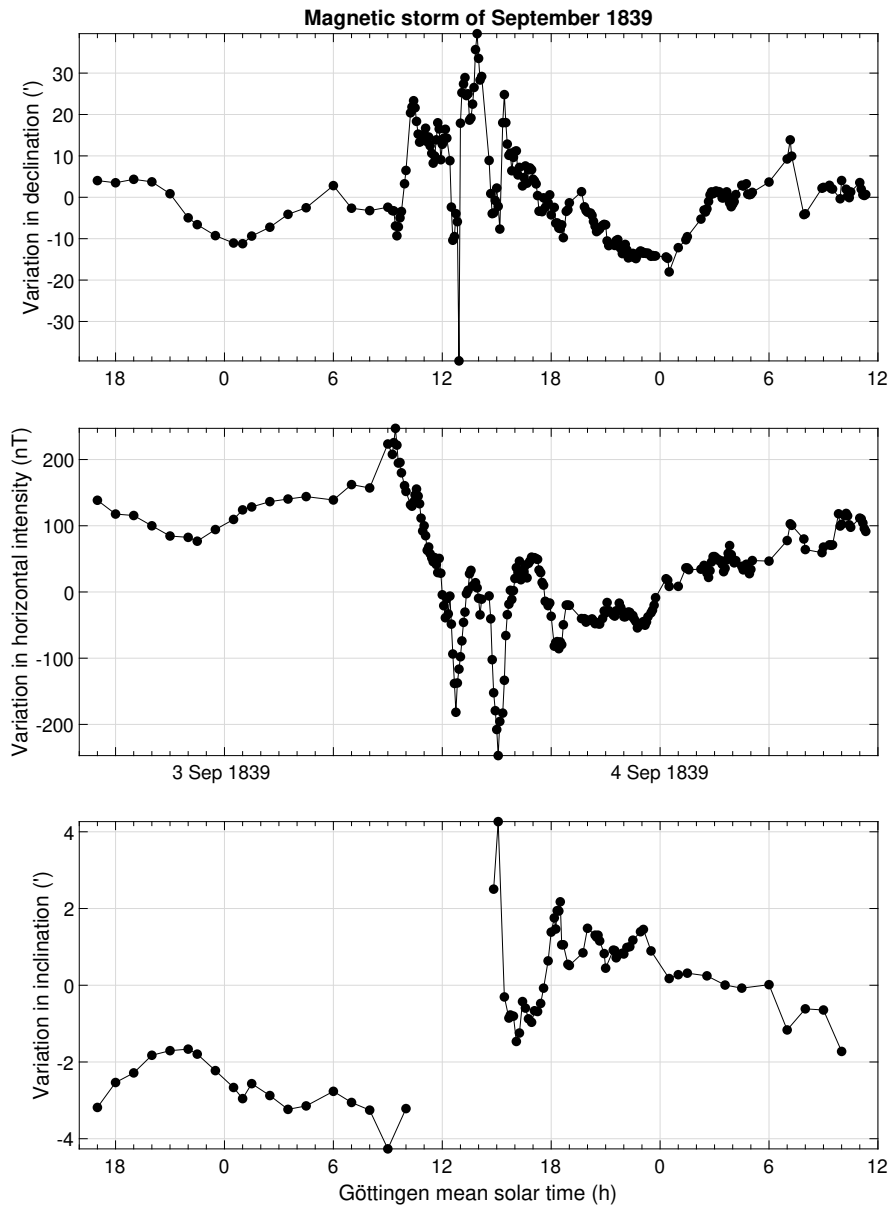 Magnetic storm of September 1839
Variation in declination (')
30
20
10
0
-10
-20
-30
18 0 6 12 18 0 6 12
Variation in horizontal intensity (nT)
200
100
0
-100
-200
3 Sep 1839 4 Sep 1839
Variation in inclination (')
4
2
0
-2
-4
18 0 6 12 18 0 6 12
Göttingen mean solar time (h)